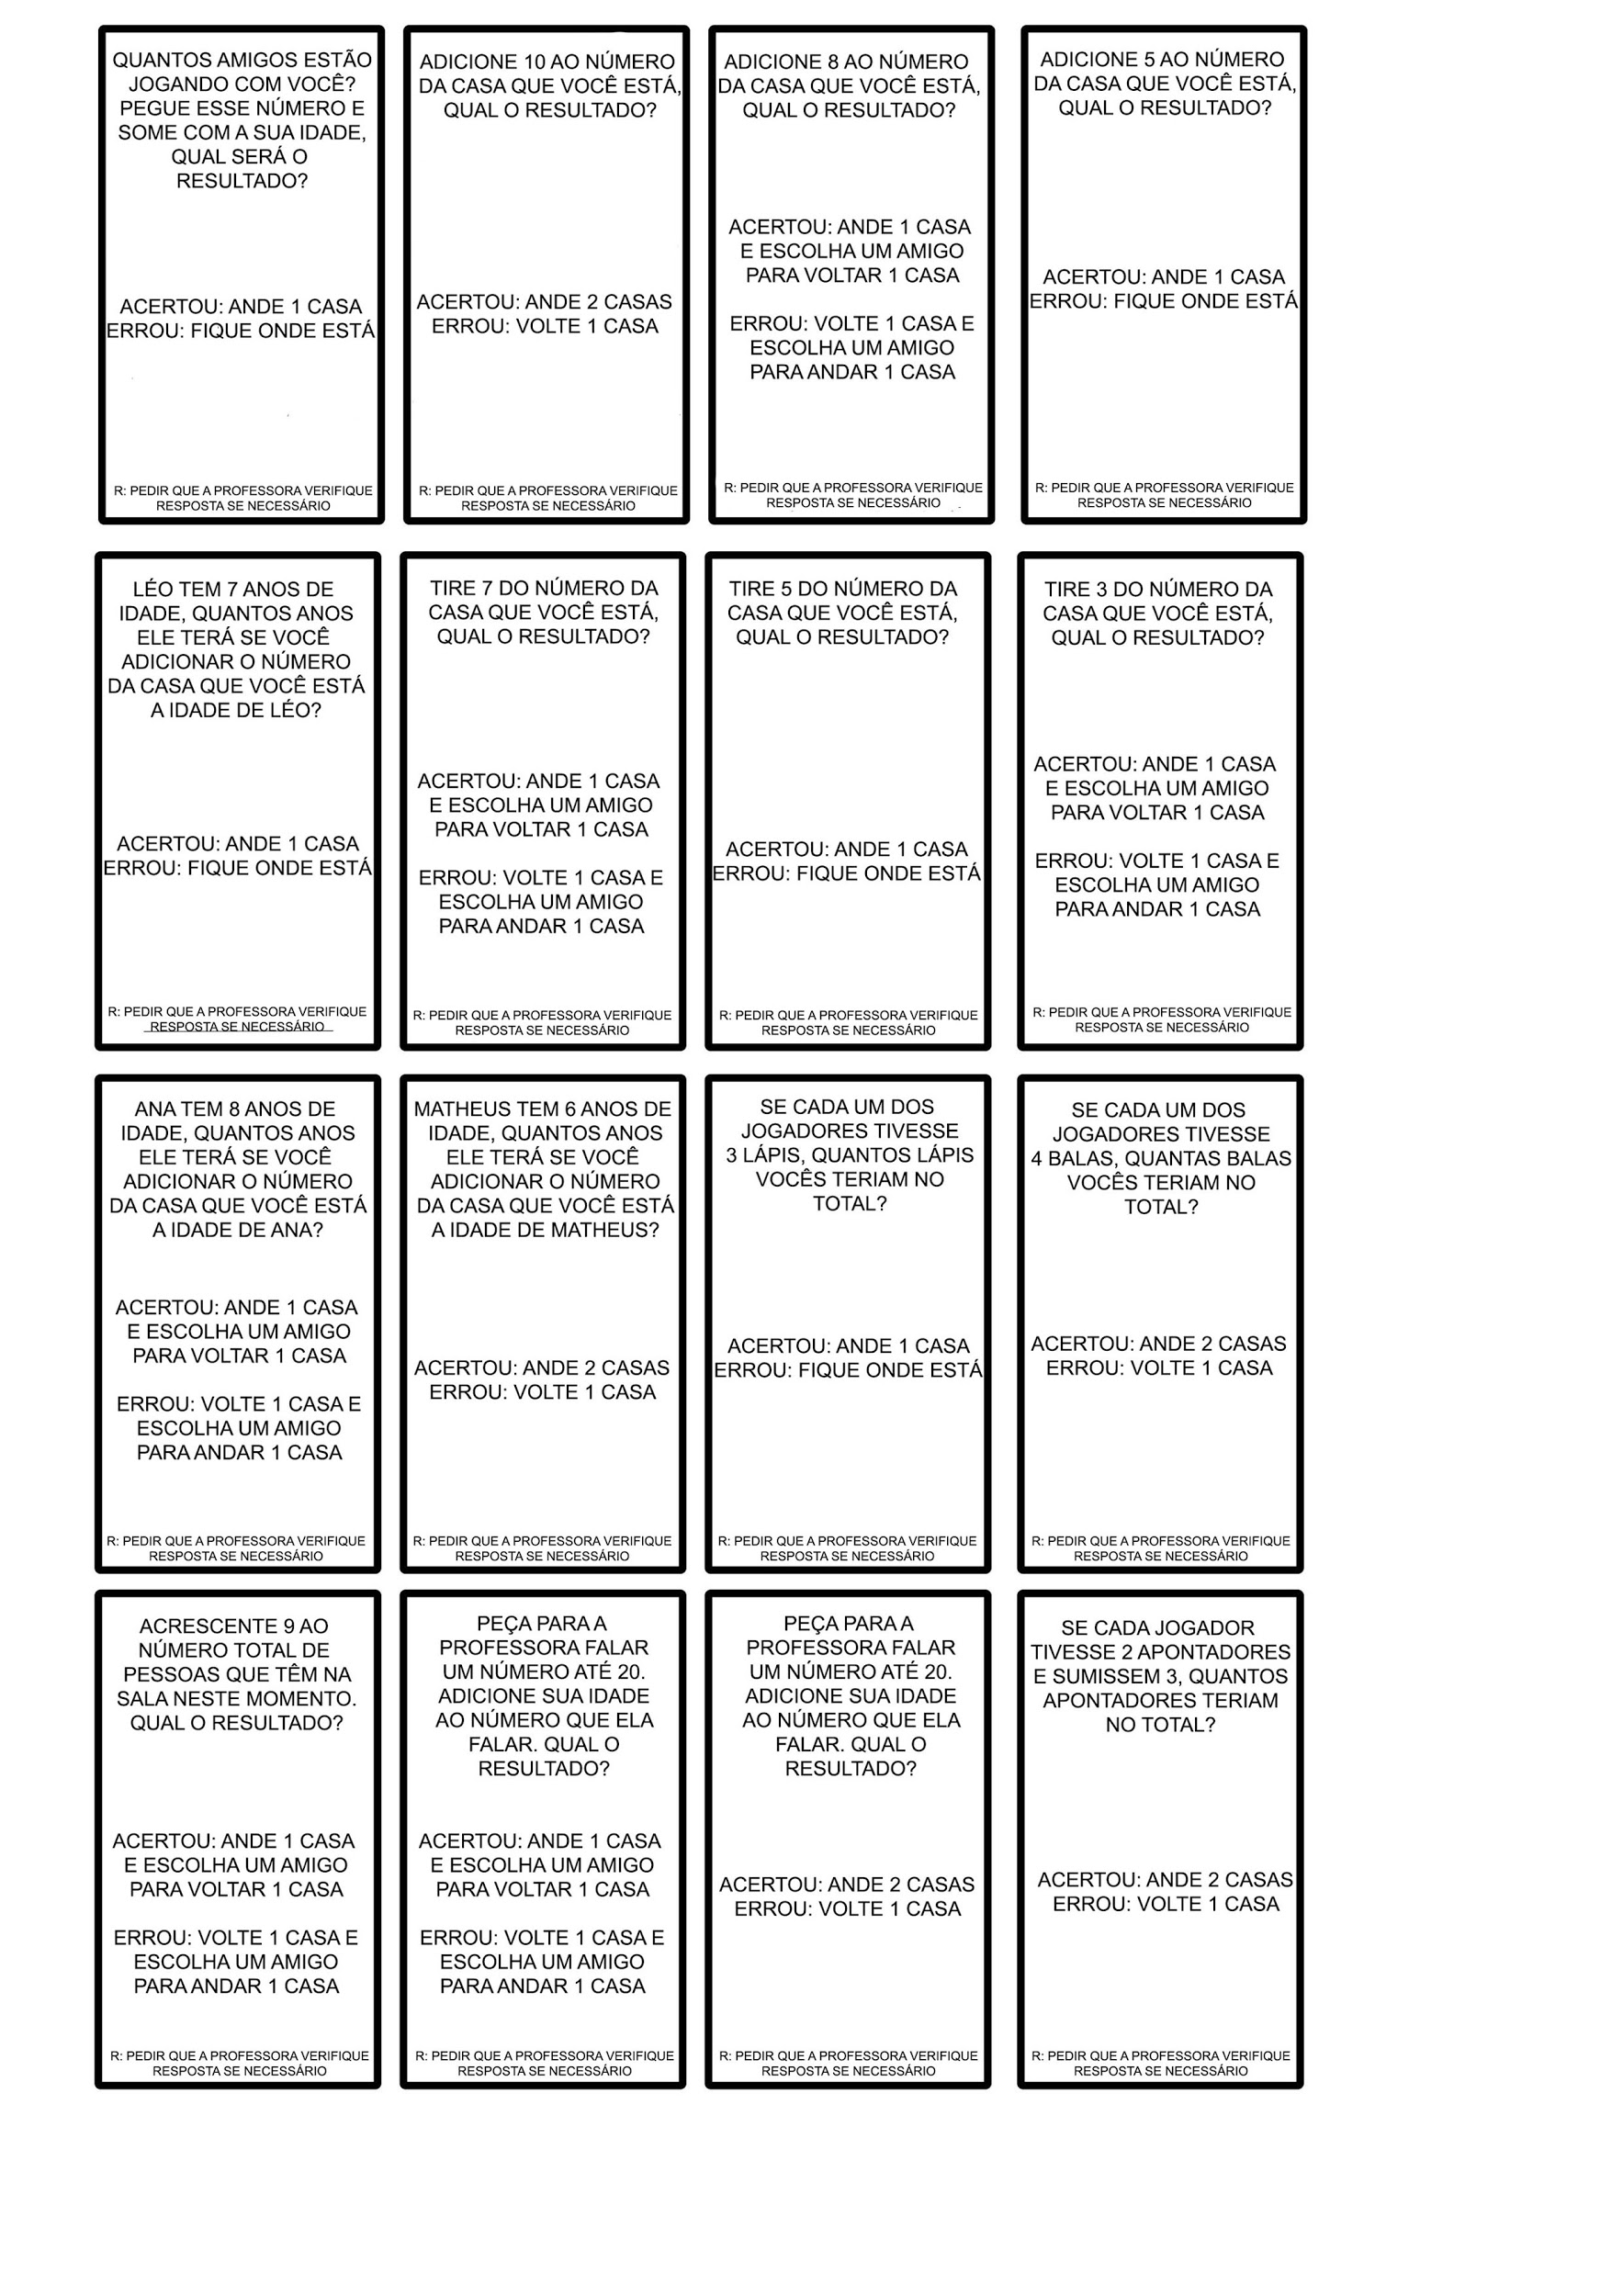 QUANTOS AMIGOS ESTÃO
JOGANDO COM VOCÊ?
PEGUE ESSE NÚMERO E
SOME COM A SUA IDADE,
QUAL SERÁ O
RESULTADO?
ACERTOU: ANDE 1 CASA
ERROU: FIQUE ONDE ESTÁ
R: PEDIR QUE A PROFESSORA VERIFIQUE
RESPOSTA SE NECESSÁRIO
ADICIONE 10 AO NÚMERO
DA CASA QUE VOCÊ ESTÁ,
QUAL O RESULTADO?
ACERTOU: ANDE 2 CASAS
ERROU: VOLTE 1 CASA
R: PEDIR QUE A PROFESSORA VERIFIQUE
RESPOSTA SE NECESSÁRIO
ADICIONE 8 AO NÚMERO
DA CASA QUE VOCÊ ESTÁ,
QUAL O RESULTADO?
ACERTOU: ANDE 1 CASA
E ESCOLHA UM AMIGO
PARA VOLTAR 1 CASA
ERROU: VOLTE 1 CASA E
ESCOLHA UM AMIGO
PARA ANDAR 1 CASA
R: PEDIR QUE A PROFESSORA VERIFIQUE
RESPOSTA SE NECESSÁRIO
ADICIONE 5 AO NÚMERO
DA CASA QUE VOCÊ ESTÁ,
QUAL O RESULTADO?
ACERTOU: ANDE 1 CASA
ERROU: FIQUE ONDE ESTÁ
R: PEDIR QUE A PROFESSORA VERIFIQUE
RESPOSTA SE NECESSÁRIO
LÉO TEM 7 ANOS DE
IDADE, QUANTOS ANOS
ELE TERÁ SE VOCÊ
ADICIONAR O NÚMERO
DA CASA QUE VOCÊ ESTÁ
A IDADE DE LÉO?
ACERTOU: ANDE 1 CASA
ERROU: FIQUE ONDE ESTÁ
R: PEDIR QUE A PROFESSORA VERIFIQUE
RESPOSTA SE NECESSÁRIO
TIRE 7 DO NÚMERO DA
CASA QUE VOCÊ ESTÁ,
QUAL O RESULTADO?
ACERTOU: ANDE 1 CASA
E ESCOLHA UM AMIGO
PARA VOLTAR 1 CASA
ERROU: VOLTE 1 CASA E
ESCOLHA UM AMIGO
PARA ANDAR 1 CASA
R: PEDIR QUE A PROFESSORA VERIFIQUE
RESPOSTA SE NECESSÁRIO
TIRE 5 DO NÚMERO DA
CASA QUE VOCÊ ESTÁ,
QUAL O RESULTADO?
ACERTOU: ANDE 1 CASA
ERROU: FIQUE ONDE ESTÁ
R: PEDIR QUE A PROFESSORA VERIFIQUE
RESPOSTA SE NECESSÁRIO
TIRE 3 DO NÚMERO DA
CASA QUE VOCÊ ESTÁ,
QUAL O RESULTADO?
ACERTOU: ANDE 1 CASA
E ESCOLHA UM AMIGO
PARA VOLTAR 1 CASA
ERROU: VOLTE 1 CASA E
ESCOLHA UM AMIGO
PARA ANDAR 1 CASA
R: PEDIR QUE A PROFESSORA VERIFIQUE
RESPOSTA SE NECESSÁRIO
ANA TEM 8 ANOS DE
IDADE, QUANTOS ANOS
ELE TERÁ SE VOCÊ
ADICIONAR O NÚMERO
DA CASA QUE VOCÊ ESTÁ
A IDADE DE ANA?
ACERTOU: ANDE 1 CASA
E ESCOLHA UM AMIGO
PARA VOLTAR 1 CASA
ERROU: VOLTE 1 CASA E
ESCOLHA UM AMIGO
PARA ANDAR 1 CASA
R: PEDIR QUE A PROFESSORA VERIFIQUE
RESPOSTA SE NECESSÁRIO
MATHEUS TEM 6 ANOS DE
IDADE, QUANTOS ANOS
ELE TERÁ SE VOCÊ
ADICIONAR O NÚMERO
DA CASA QUE VOCÊ ESTÁ
A IDADE DE MATHEUS?
ACERTOU: ANDE 2 CASAS
ERROU: VOLTE 1 CASA
R: PEDIR QUE A PROFESSORA VERIFIQUE
RESPOSTA SE NECESSÁRIO
SE CADA UM DOS
JOGADORES TIVESSE
3 LÁPIS, QUANTOS LÁPIS
VOCÊS TERIAM NO
TOTAL?
ACERTOU: ANDE 1 CASA
ERROU: FIQUE ONDE ESTÁ
R: PEDIR QUE A PROFESSORA VERIFIQUE
RESPOSTA SE NECESSÁRIO
SE CADA UM DOS
JOGADORES TIVESSE
4 BALAS, QUANTAS BALAS
VOCÊS TERIAM NO
TOTAL?
ACERTOU: ANDE 2 CASAS
ERROU: VOLTE 1 CASA
R: PEDIR QUE A PROFESSORA VERIFIQUE
RESPOSTA SE NECESSÁRIO
ACRESCENTE 9 AO
NÚMERO TOTAL DE
PESSOAS QUE TÊM NA
SALA NESTE MOMENTO.
QUAL O RESULTADO?
ACERTOU: ANDE 1 CASA
E ESCOLHA UM AMIGO
PARA VOLTAR 1 CASA
ERROU: VOLTE 1 CASA E
ESCOLHA UM AMIGO
PARA ANDAR 1 CASA
R: PEDIR QUE A PROFESSORA VERIFIQUE
RESPOSTA SE NECESSÁRIO
PEÇA PARA A
PROFESSORA FALAR
UM NÚMERO ATÉ 20.
ADICIONE SUA IDADE
AO NÚMERO QUE ELA
FALAR. QUAL O
RESULTADO?
ACERTOU: ANDE 1 CASA
E ESCOLHA UM AMIGO
PARA VOLTAR 1 CASA
ERROU: VOLTE 1 CASA E
ESCOLHA UM AMIGO
PARA ANDAR 1 CASA
R: PEDIR QUE A PROFESSORA VERIFIQUE
RESPOSTA SE NECESSÁRIO
PEÇA PARA A
PROFESSORA FALAR
UM NÚMERO ATÉ 20.
ADICIONE SUA IDADE
AO NÚMERO QUE ELA
FALAR. QUAL O
RESULTADO?
ACERTOU: ANDE 2 CASAS
ERROU: VOLTE 1 CASA
R: PEDIR QUE A PROFESSORA VERIFIQUE
RESPOSTA SE NECESSÁRIO
SE CADA JOGADOR
TIVESSE 2 APONTADORES
E SUMISSEM 3, QUANTOS
APONTADORES TERIAM
NO TOTAL?
ACERTOU: ANDE 2 CASAS
ERROU: VOLTE 1 CASA
R: PEDIR QUE A PROFESSORA VERIFIQUE
RESPOSTA SE NECESSÁRIO